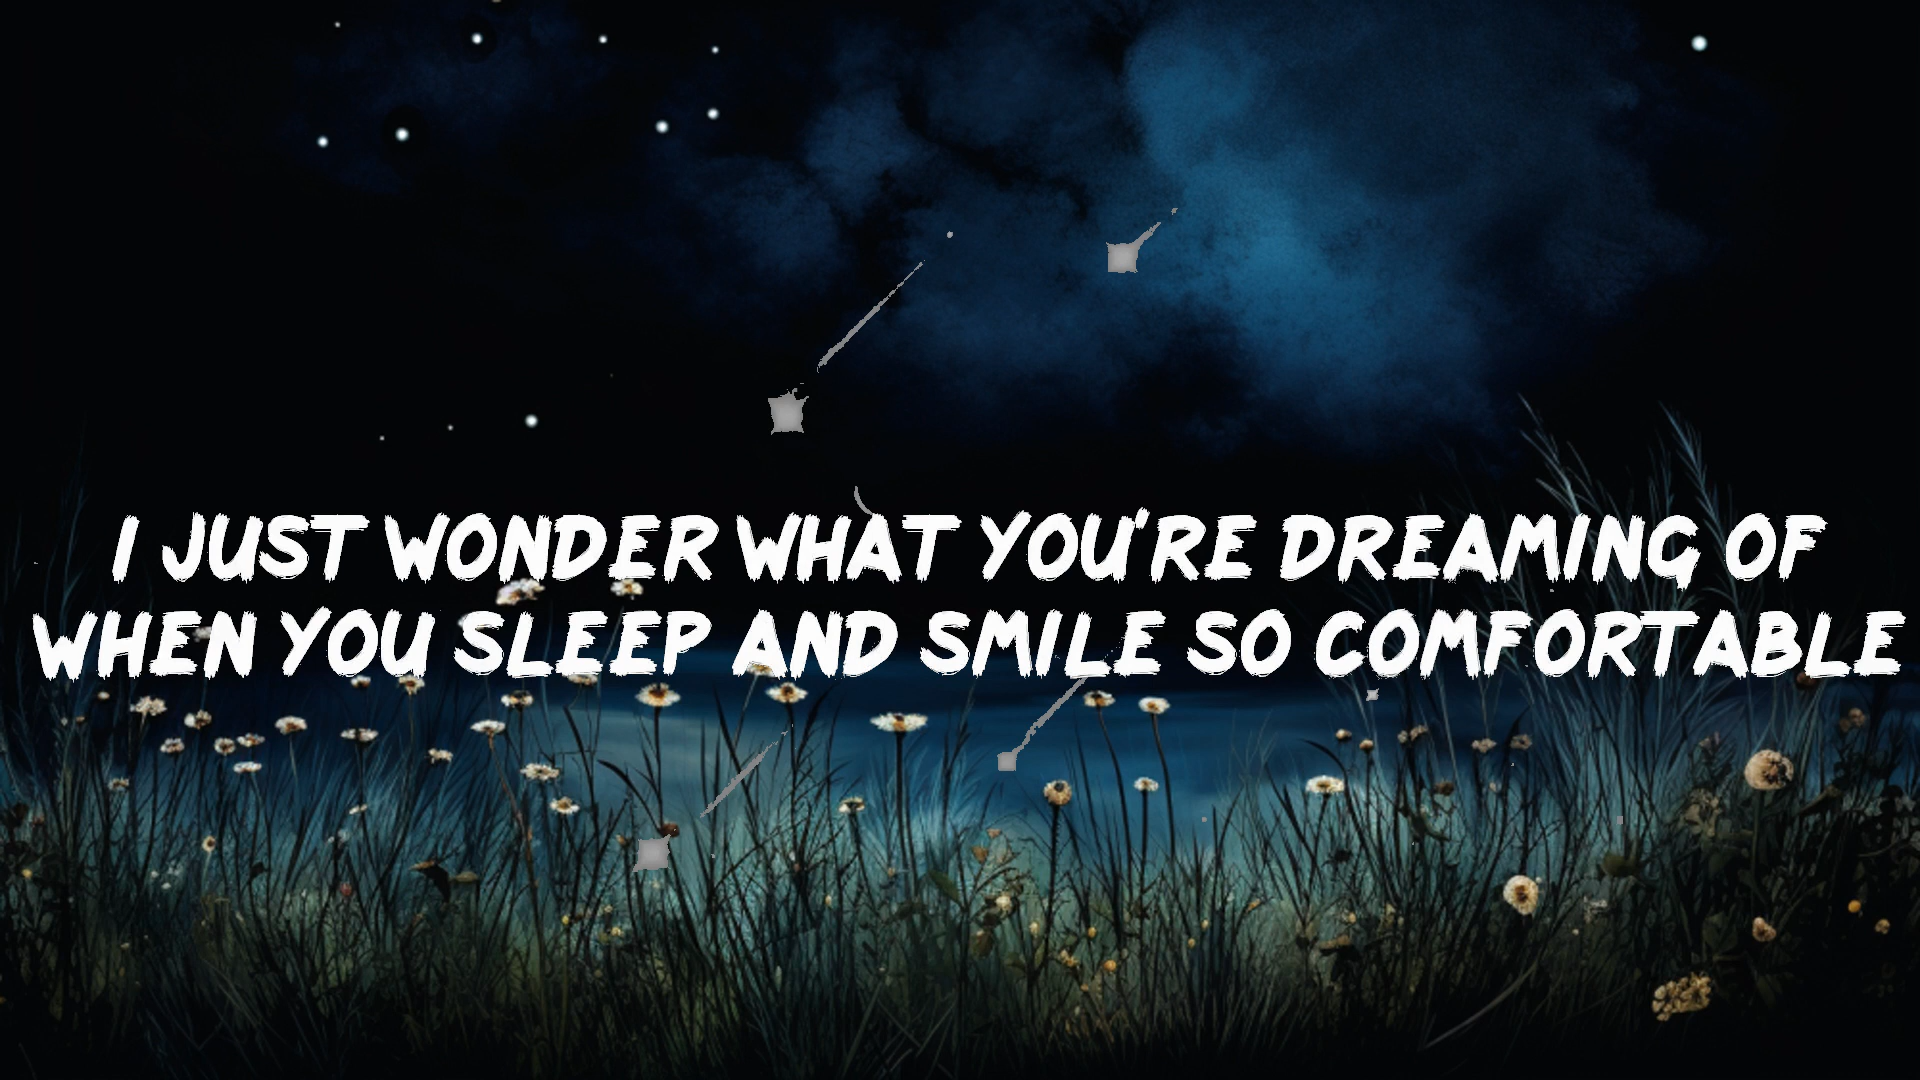 I JUST WONDER WHAT YOU'RE DREAMING OF
WHEN YOU SLEEP AND SMILE SO COMFORTABLE